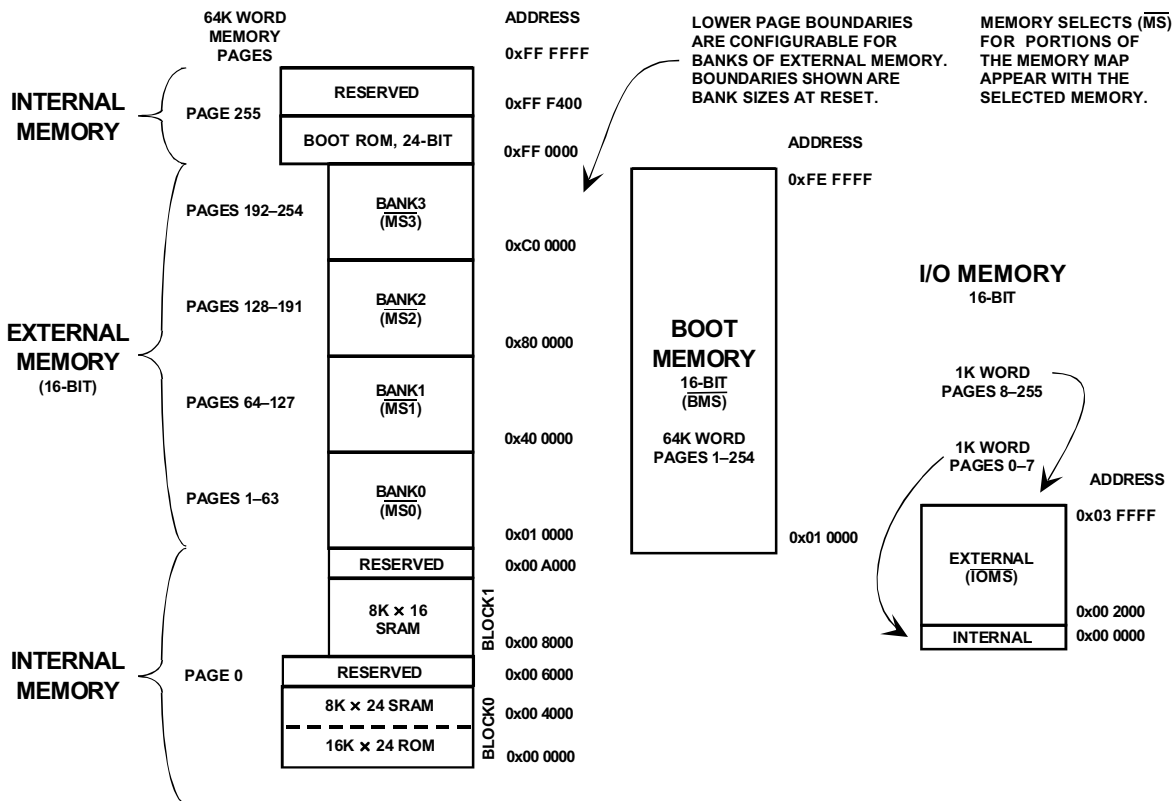 64K WORD
MEMORY
PAGES
ADDRESS
0xFF FFFF
INTERNAL
MEMORY
PAGE 255
RESERVED
0xFF F400
BOOT ROM, 24-BIT
0xFF 0000
EXTERNAL
MEMORY
(16-BIT)
PAGES 192–254
BANK3
(MS3)
0xC0 0000
PAGES 128–191
BANK2
(MS2)
0x80 0000
PAGES 64–127
BANK1
(MS1)
0x40 0000
PAGES 1–63
BANK0
(MS0)
0x01 0000
INTERNAL
MEMORY
PAGE 0
RESERVED
0x00 A000
8K × 16
SRAM
BLOCK1
0x00 8000
RESERVED
0x00 6000
8K × 24 SRAM
0x00 4000
BLOCK0
16K × 24 ROM
0x00 0000
LOWER PAGE BOUNDARIES
ARE CONFIGURABLE FOR
BANKS OF EXTERNAL MEMORY.
BOUNDARIES SHOWN ARE
BANK SIZES AT RESET.
MEMORY SELECTS (MS)
FOR PORTIONS OF
THE MEMORY MAP
APPEAR WITH THE
SELECTED MEMORY.
ADDRESS
0xFE FFFF
BOOT
MEMORY
16-BIT
(BMS)
64K WORD
PAGES 1–254
0x01 0000
I/O MEMORY
16-BIT
1K WORD
PAGES 8–255
1K WORD
PAGES 0–7
ADDRESS
0x03 FFFF
EXTERNAL
(IOMS)
0x00 2000
INTERNAL
0x00 0000